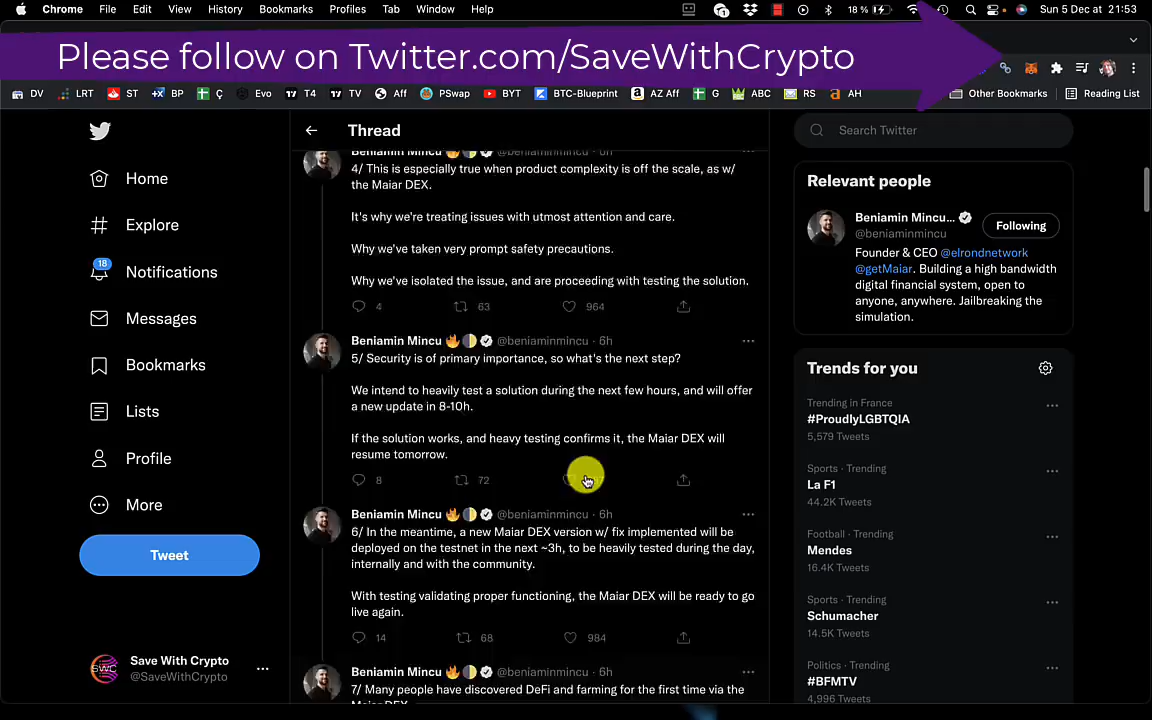 Chrome File Edit View History Bookmarks Profiles Tab Window Help 18 % Sun 5 Dec at 21:53
Please follow on Twitter.com/SaveWithCrypto
DV LRT ST BP Ç Evo T4 TV Aff PSwap BYT BTC-Blueprint AZ Aff G ABC RS AH Other Bookmarks Reading List
Home
Explore
18
Notifications
Messages
Bookmarks
Lists
Profile
More
Tweet
Save With Crypto
@SaveWithCrypto
Thread
Beniamin Mincu @beniaminmincu · 6h
4/ This is especially true when product complexity is off the scale, as w/
the Maiar DEX.
It's why we're treating issues with utmost attention and care.
Why we've taken very prompt safety precautions.
Why we've isolated the issue, and are proceeding with testing the solution.
4 63 964
Beniamin Mincu @beniaminmincu · 6h
5/ Security is of primary importance, so what's the next step?
We intend to heavily test a solution during the next few hours, and will offer
a new update in 8-10h.
If the solution works, and heavy testing confirms it, the Maiar DEX will
resume tomorrow.
8 72
Beniamin Mincu @beniaminmincu · 6h
6/ In the meantime, a new Maiar DEX version w/ fix implemented will be
deployed on the testnet in the next ~3h, to be heavily tested during the day,
internally and with the community.
With testing validating proper functioning, the Maiar DEX will be ready to go
live again.
14 68 984
Beniamin Mincu @beniaminmincu · 6h
7/ Many people have discovered DeFi and farming for the first time via the
Maiar DEX.
Search Twitter
Relevant people
Beniamin Mincu...
@beniaminmincu
Following
Founder & CEO @elrondnetwork
@getMaiar. Building a high bandwidth
digital financial system, open to
anyone, anywhere. Jailbreaking the
simulation.
Trends for you
Trending in France
#ProudlyLGBTQIA
5,579 Tweets
Sports · Trending
La F1
44.2K Tweets
Football · Trending
Mendes
16.4K Tweets
Sports · Trending
Schumacher
14.5K Tweets
Politics · Trending
#BFMTV
4,996 Tweets